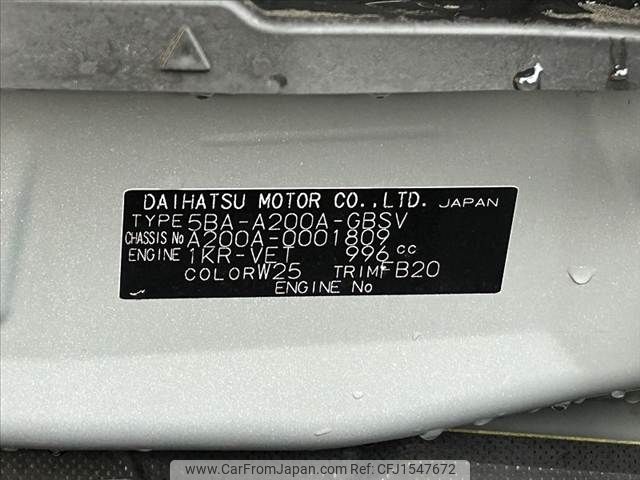 DAIHATSU MOTOR CO.,LTD. JAPAN
TYPE 5BA-A200A-GBSV
CHASSIS No A200A-0001809
ENGINE 1KR-VET 996 cc
COLOR W25 TRIM FB20
ENGINE No
www.CarFromJapan.com CFJ1547672